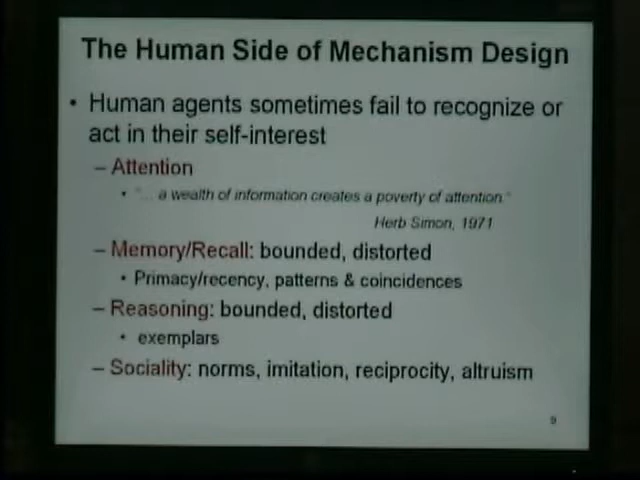 The Human Side of Mechanism Design
• Human agents sometimes fail to recognize or
act in their self-interest
– Attention
• "... a wealth of information creates a poverty of attention."
Herb Simon, 1971
– Memory/Recall: bounded, distorted
• Primacy/recency, patterns & coincidences
– Reasoning: bounded, distorted
• exemplars
– Sociality: norms, imitation, reciprocity, altruism
9